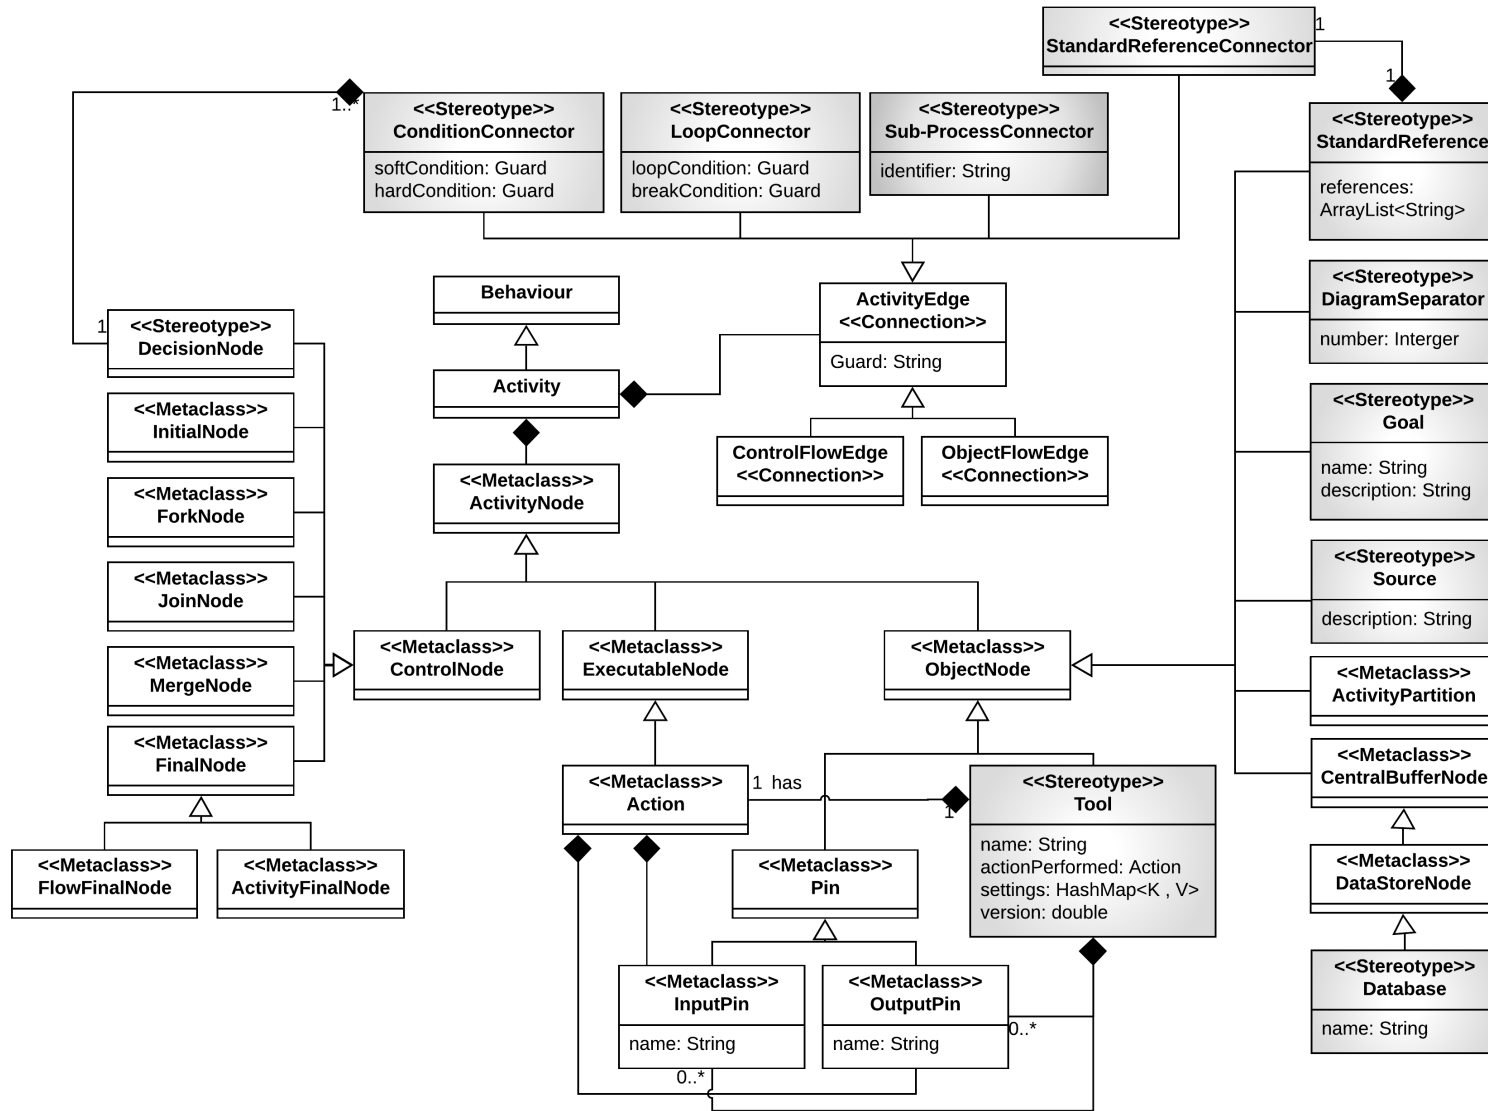 <<Stereotype>>
StandardReferenceConnector
1
1
1..*
<<Stereotype>>
ConditionConnector
softCondition: Guard
hardCondition: Guard
<<Stereotype>>
LoopConnector
loopCondition: Guard
breakCondition: Guard
<<Stereotype>>
Sub-ProcessConnector
identifier: String
<<Stereotype>>
StandardReference
references:
ArrayList<String>
<<Stereotype>>
DiagramSeparator
number: Interger
<<Stereotype>>
Goal
name: String
description: String
<<Stereotype>>
Source
description: String
<<Metaclass>>
ActivityPartition
<<Metaclass>>
CentralBufferNode
<<Metaclass>>
DataStoreNode
<<Stereotype>>
Database
name: String
Behaviour
Activity
<<Metaclass>>
ActivityNode
ActivityEdge
<<Connection>>
Guard: String
ControlFlowEdge
<<Connection>>
ObjectFlowEdge
<<Connection>>
1
<<Stereotype>>
DecisionNode
<<Metaclass>>
InitialNode
<<Metaclass>>
ForkNode
<<Metaclass>>
JoinNode
<<Metaclass>>
MergeNode
<<Metaclass>>
FinalNode
<<Metaclass>>
FlowFinalNode
<<Metaclass>>
ActivityFinalNode
<<Metaclass>>
ControlNode
<<Metaclass>>
ExecutableNode
<<Metaclass>>
ObjectNode
<<Metaclass>>
Action
1 has
1
<<Stereotype>>
Tool
name: String
actionPerformed: Action
settings: HashMap<K , V>
version: double
<<Metaclass>>
Pin
<<Metaclass>>
InputPin
name: String
<<Metaclass>>
OutputPin
name: String
0..*
0..*